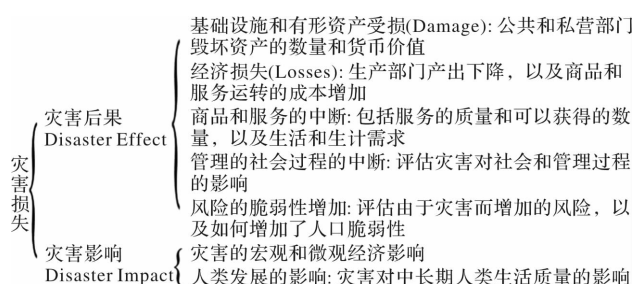 基础设施和有形资产受损(Damage): 公共和私营部门
毁坏资产的数量和货币价值
经济损失(Losses): 生产部门产出下降，以及商品和
服务运转的成本增加
灾害后果
Disaster Effect
商品和服务的中断: 包括服务的质量和可以获得的数
量，以及生活和生计需求
管理的社会过程的中断: 评估灾害对社会和管理过程
的影响
灾害损失
风险的脆弱性增加: 评估由于灾害而增加的风险，以
及如何增加了人口脆弱性
灾害影响
Disaster Impact
灾害的宏观和微观经济影响
人类发展的影响: 灾害对中长期人类生活质量的影响